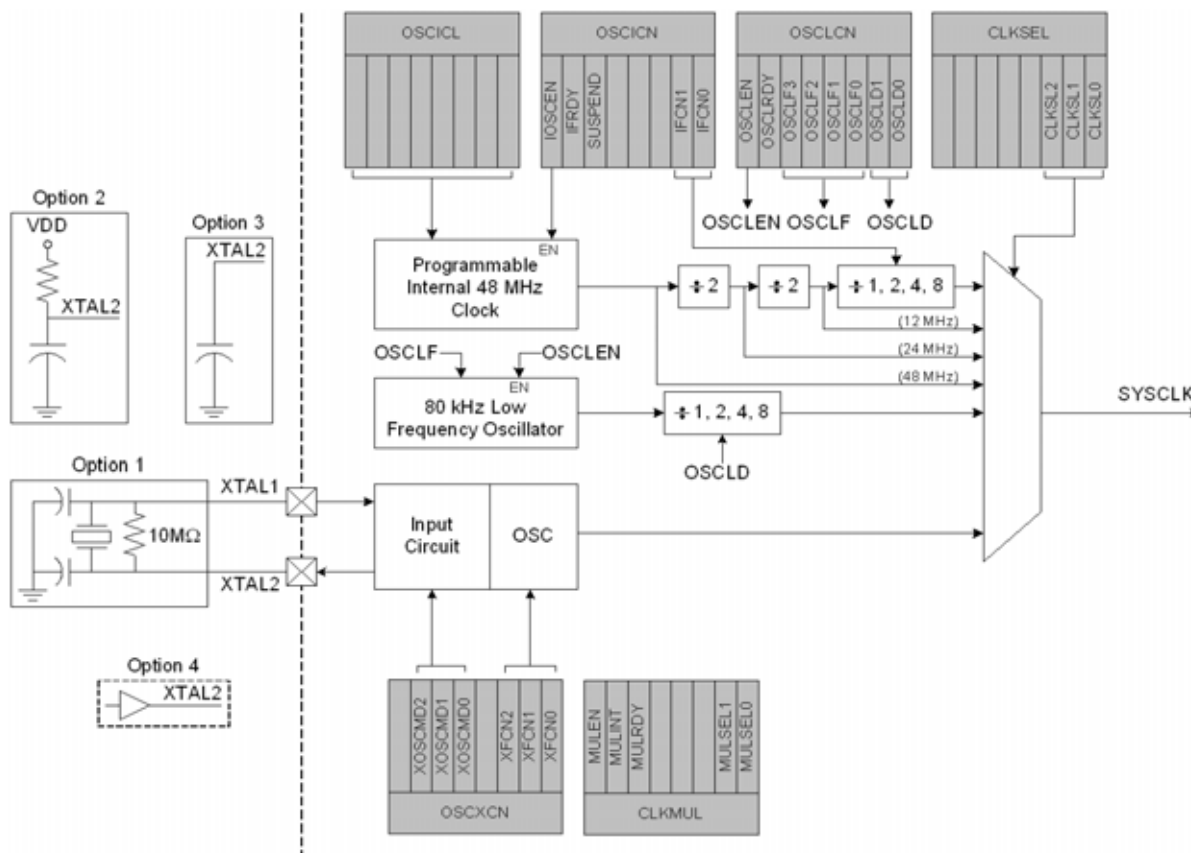 OSCICL
OSCICN
OSCLCN
CLKSEL
IOSCEN
IFRDY
SUSPEND
IFCN1
IFCN0
OSCLEN
OSCLRDY
OSCLF3
OSCLF2
OSCLF1
OSCLF0
OSCLD1
OSCLD0
CLKSL2
CLKSL1
CLKSL0
Option 2
VDD
XTAL2
Option 3
XTAL2
OSCLEN OSCLF OSCLD
EN
Programmable
Internal 48 MHz
Clock
÷ 2
÷ 2
÷ 1, 2, 4, 8
(12 MHz)
(24 MHz)
(48 MHz)
OSCLF
OSCLEN
EN
80 kHz Low
Frequency Oscillator
÷ 1, 2, 4, 8
OSCLD
SYSCLK
Option 1
10MΩ
XTAL1
XTAL2
Input
Circuit
OSC
Option 4
XTAL2
XOSCMD2
XOSCMD1
XOSCMD0
XFCN2
XFCN1
XFCN0
OSCXCN
MULEN
MULINT
MULRDY
MULSEL1
MULSEL0
CLKMUL